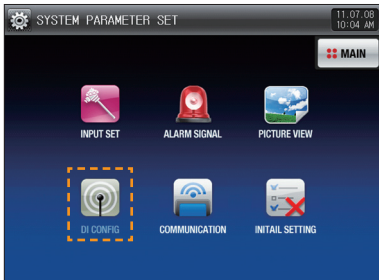 SYSTEM PARAMETER SET
11.07.08
10:04 AM
MAIN
INPUT SET
ALARM SIGNAL
PICTURE VIEW
DI CONFIG
COMMUNICATION
INITAIL SETTING